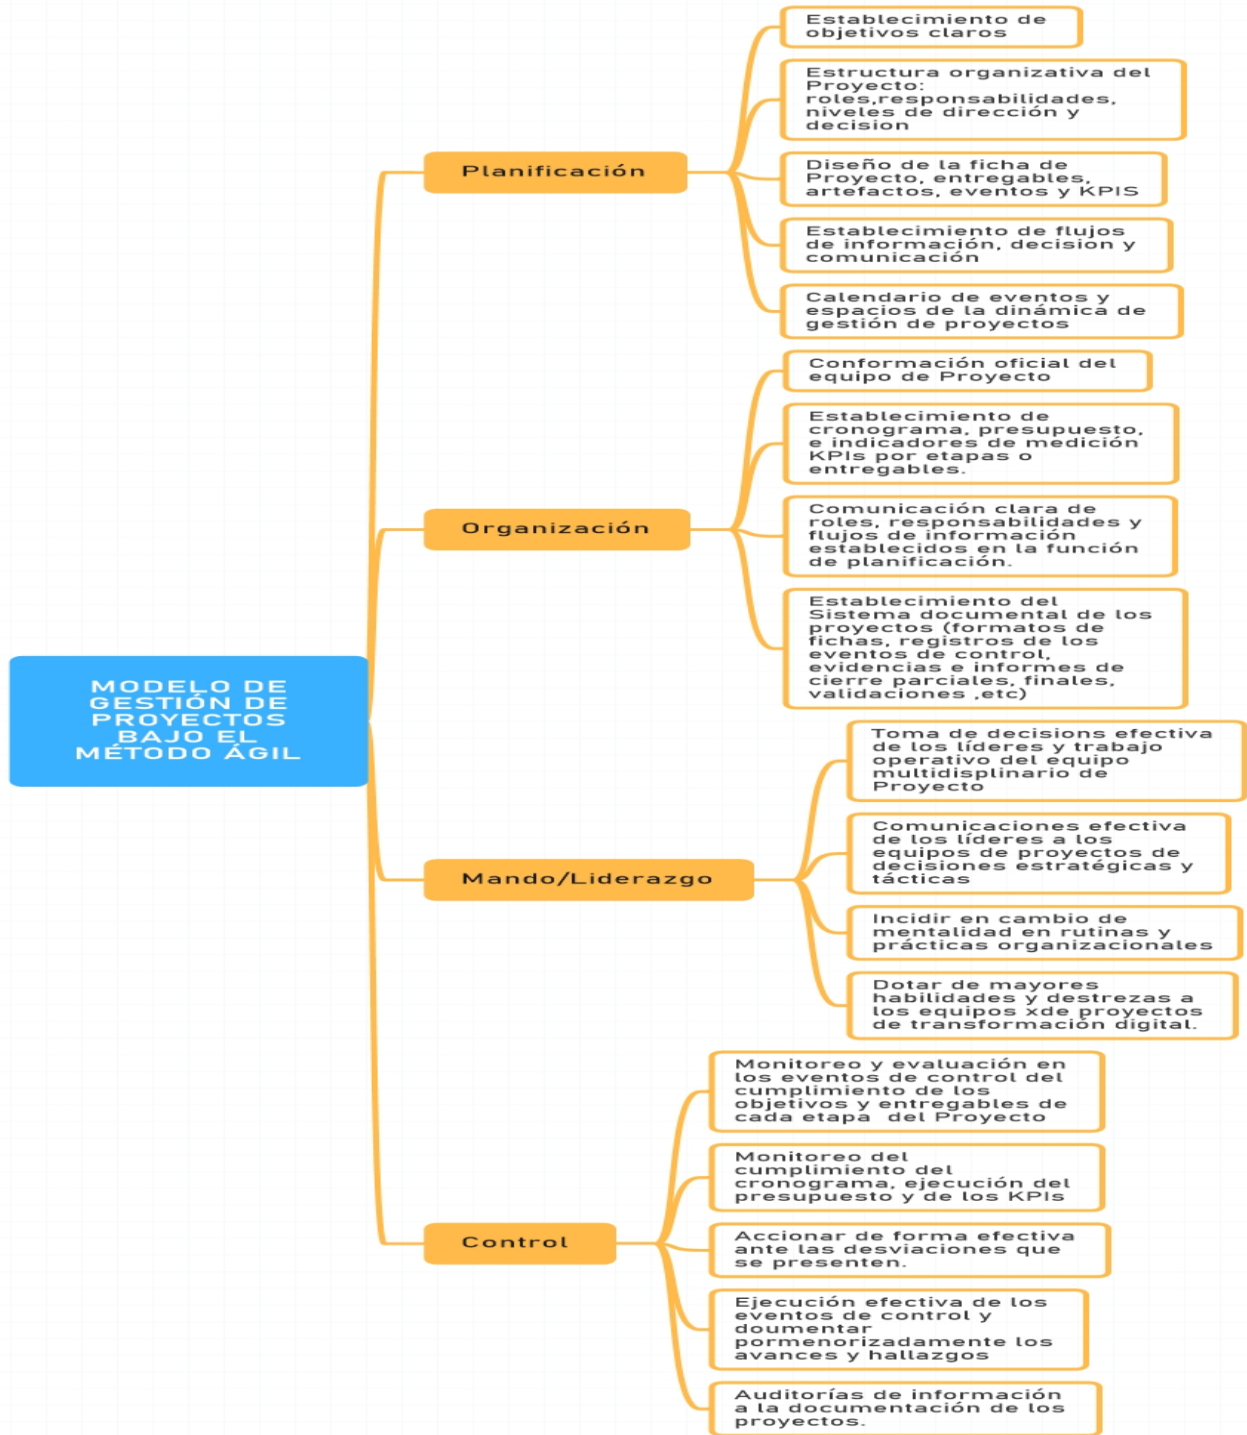 Establecimiento de
objetivos claros
Estructura organizativa del
Proyecto:
roles,responsabilidades,
niveles de dirección y
decision
Planificación
Diseño de la ficha de
Proyecto, entregables,
artefactos, eventos y KPIS
Establecimiento de flujos
de información, decision y
comunicación
Calendario de eventos y
espacios de la dinámica de
gestión de proyectos
Conformación oficial del
equipo de Proyecto
Establecimiento de
cronograma, presupuesto,
e indicadores de medición
KPIs por etapas o
entregables.
Organización
Comunicación clara de
roles, responsabilidades y
flujos de información
establecidos en la función
de planificación.
Establecimiento del
Sistema documental de los
proyectos (formatos de
fichas, registros de los
eventos de control,
evidencias e informes de
cierre parciales, finales,
validaciones ,etc)
MODELO DE
GESTIÓN DE
PROYECTOS
BAJO EL
MÉTODO ÁGIL
Toma de decisions efectiva
de los líderes y trabajo
operativo del equipo
multidisplinario de
Proyecto
Comunicaciones efectiva
de los líderes a los
equipos de proyectos de
decisiones estratégicas y
tácticas
Mando/Liderazgo
Incidir en cambio de
mentalidad en rutinas y
prácticas organizacionales
Dotar de mayores
habilidades y destrezas a
los equipos xde proyectos
de transformación digital.
Monitoreo y evaluación en
los eventos de control del
cumplimiento de los
objetivos y entregables de
cada etapa  del Proyecto
Monitoreo del
cumplimiento del
cronograma, ejecución del
presupuesto y de los KPIs
Control
Accionar de forma efectiva
ante las desviaciones que
se presenten.
Ejecución efectiva de los
eventos de control y
doumentar
pormenorizadamente los
avances y hallazgos
Auditorías de información
a la documentación de los
proyectos.